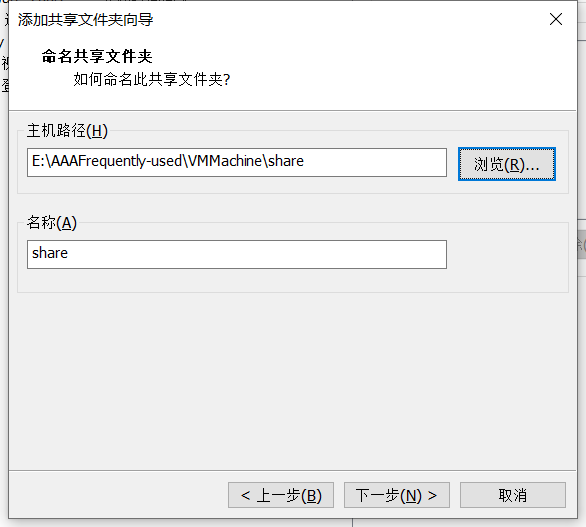 添加共享文件夹向导
命名共享文件夹
如何命名此共享文件夹?
主机路径(H)
E:\AAAFrequently-used\VMMachine\share
浏览(R)...
名称(A)
share
< 上一步(B)
下一步(N) >
取消